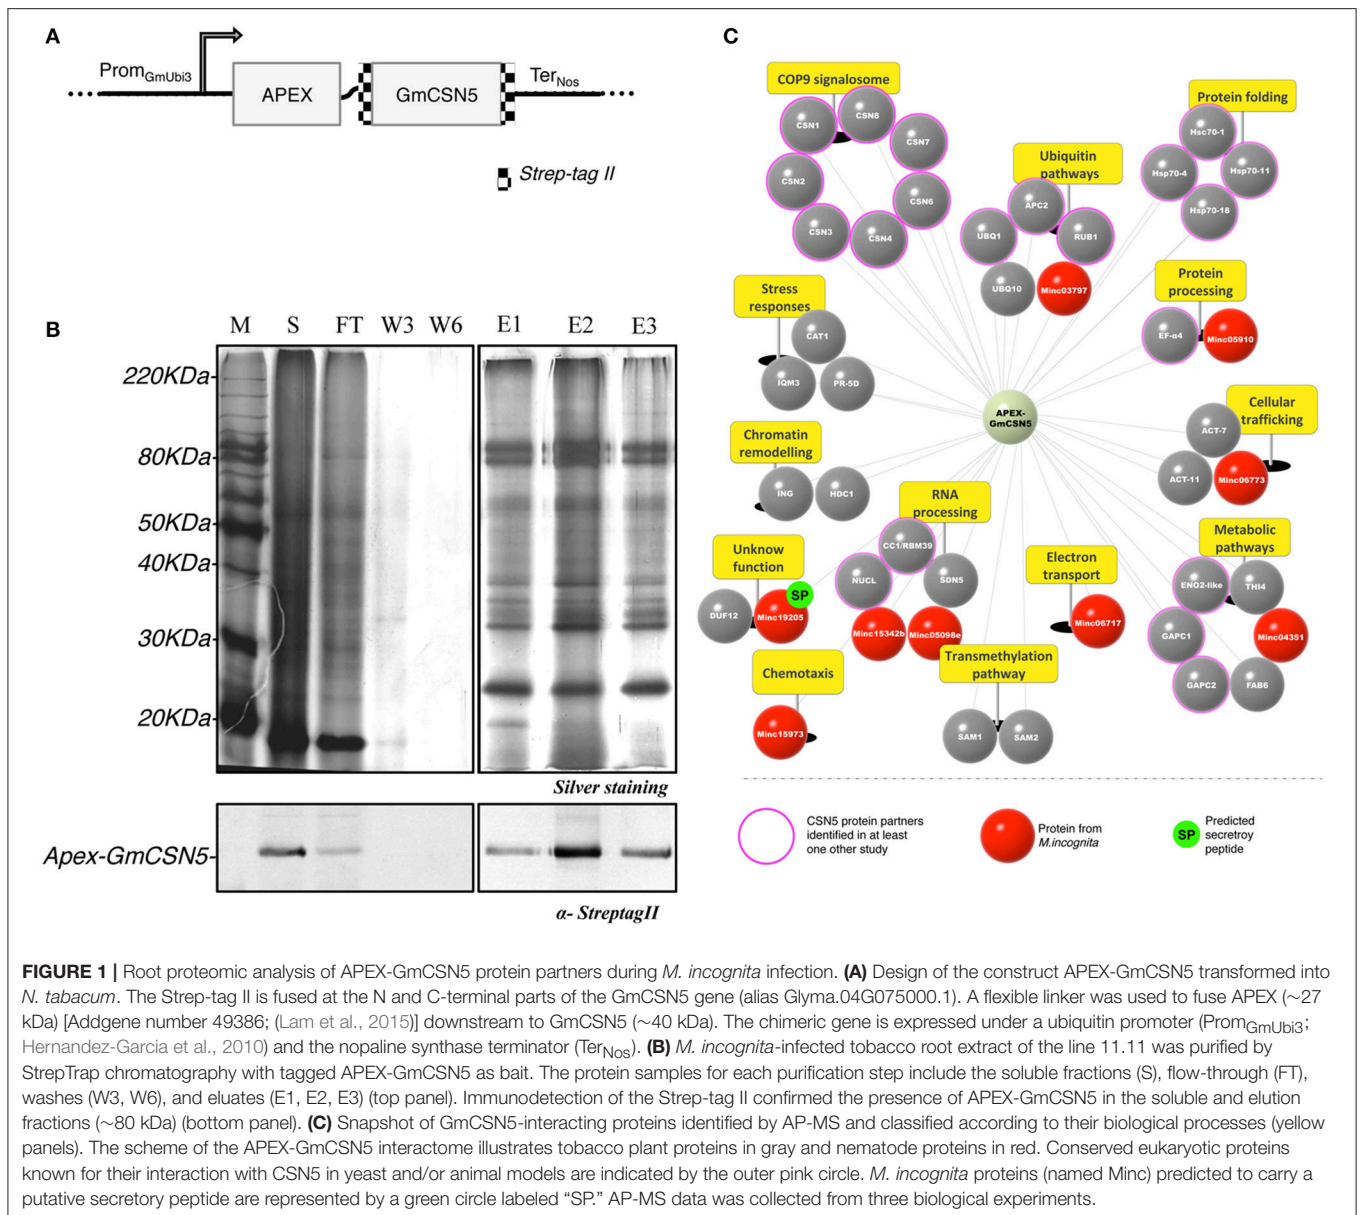 A
Prom GmUbi3
APEX
GmCSN5
Ter Nos
Strep-tag II
B
M S FT W3 W6 E1 E2 E3
220KDa
80KDa
50KDa
40KDa
30KDa
20KDa
Silver staining
Apex-GmCSN5
α- StreptagII
C
COP9 signalosome
CSN1
CSN8
CSN7
CSN2
CSN6
CSN3
CSN4
Ubiquitin
pathways
APC2
UBQ1
RUB1
UBQ10
Minc03797
Protein folding
Hsc70-1
Hsp70-4
Hsp70-11
Hsp70-18
Stress
responses
CAT1
IQM3
PR-5D
Protein
processing
EF-α4
Minc05910
APEX-
GmCSN5
Cellular
trafficking
ACT-7
ACT-11
Minc06773
Chromatin
remodelling
ING
HDC1
RNA
processing
CC1/RBM39
NUCL
SDN5
Minc15342b
Minc05098e
Unknow
function
SP
DUF12
Minc19205
Electron
transport
Minc06717
Metabolic
pathways
ENO2-like
THI4
GAPC1
Minc04351
GAPC2
FAB6
Chemotaxis
Minc15973
Transmethylation
pathway
SAM1
SAM2
CSN5 protein partners
identified in at least
one other study
Protein from
M.incognita
SP
Predicted
secretroy
peptide
FIGURE 1 | Root proteomic analysis of APEX-GmCSN5 protein partners during M. incognita infection. (A) Design of the construct APEX-GmCSN5 transformed into
N. tabacum. The Strep-tag II is fused at the N and C-terminal parts of the GmCSN5 gene (alias Glyma.04G075000.1). A flexible linker was used to fuse APEX (∼27
kDa) [Addgene number 49386; (Lam et al., 2015)] downstream to GmCSN5 (∼40 kDa). The chimeric gene is expressed under a ubiquitin promoter (Prom GmUbi3;
Hernandez-Garcia et al., 2010) and the nopaline synthase terminator (Ter Nos). (B) M. incognita-infected tobacco root extract of the line 11.11 was purified by
StrepTrap chromatography with tagged APEX-GmCSN5 as bait. The protein samples for each purification step include the soluble fractions (S), flow-through (FT),
washes (W3, W6), and eluates (E1, E2, E3) (top panel). Immunodetection of the Strep-tag II confirmed the presence of APEX-GmCSN5 in the soluble and elution
fractions (∼80 kDa) (bottom panel). (C) Snapshot of GmCSN5-interacting proteins identified by AP-MS and classified according to their biological processes (yellow
panels). The scheme of the APEX-GmCSN5 interactome illustrates tobacco plant proteins in gray and nematode proteins in red. Conserved eukaryotic proteins
known for their interaction with CSN5 in yeast and/or animal models are indicated by the outer pink circle. M. incognita proteins (named Minc) predicted to carry a
putative secretory peptide are represented by a green circle labeled “SP.” AP-MS data was collected from three biological experiments.